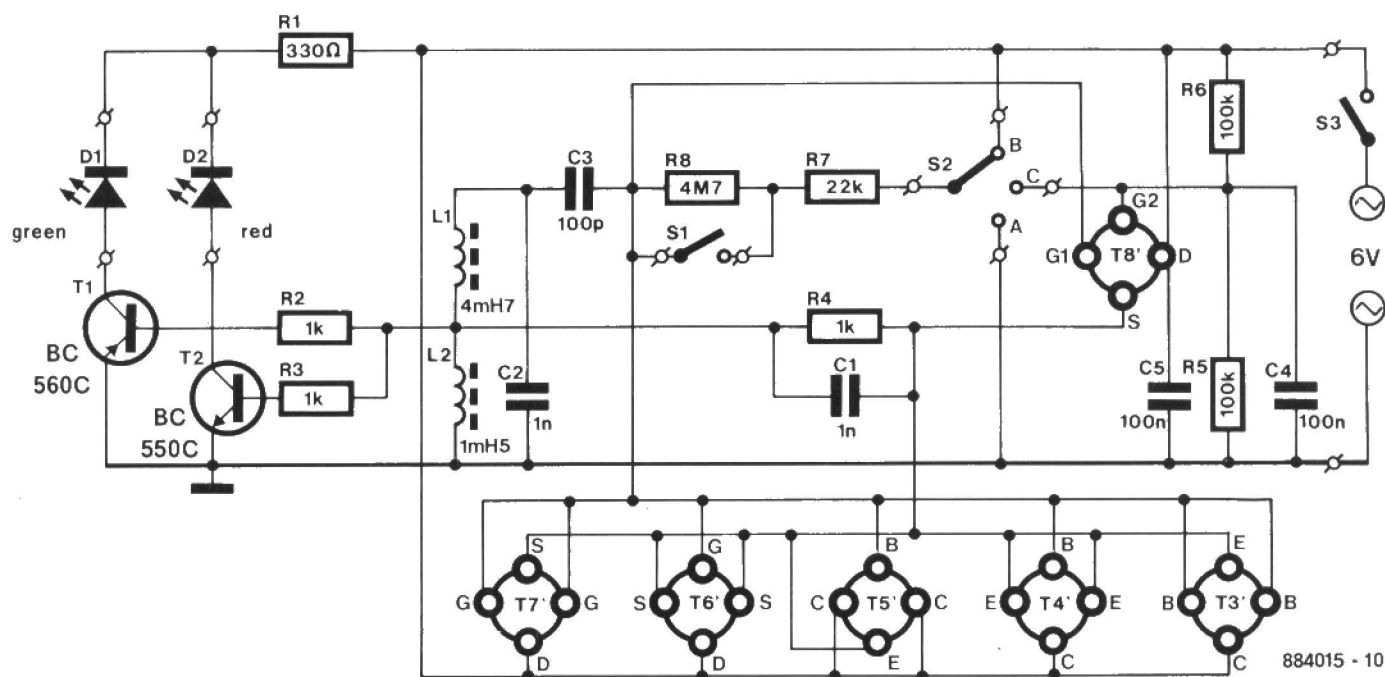 R1
330Ω
D1
D2
green
red
T1
BC
560C
T2
BC
550C
R2
1k
R3
1k
L1
4mH7
L2
1mH5
C2
1n
C3
100p
R8
4M7
R7
22k
S1
S2
B
C
A
R4
1k
C1
1n
G2
G1
T8'
D
S
R6
100k
S3
6V
C5
100n
R5
100k
C4
100n
S
G
T7'
G
D
G
S
T6'
S
D
B
C
T5'
C
E
B
E
T4'
E
C
E
B
T3'
B
C
884015 - 10